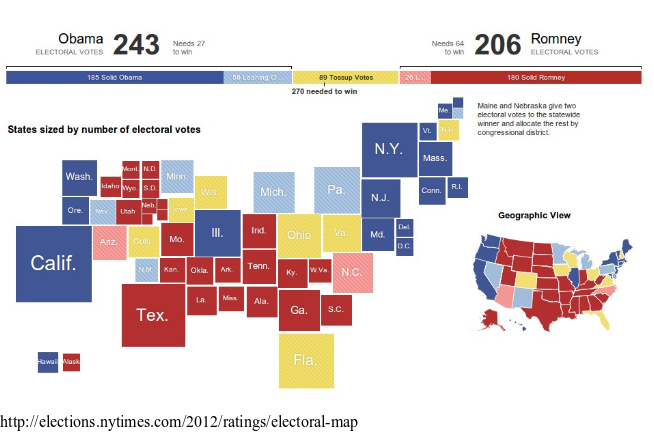 Obama 243 Needs 27
ELECTORAL VOTES to win
Needs 64 206 Romney
to win ELECTORAL VOTES
185 Solid Obama
58 Leaning O...
89 Tossup Votes
26 L...
180 Solid Romney
270 needed to win
States sized by number of electoral votes
Maine and Nebraska give two
electoral votes to the statewide
winner and allocate the rest by
congressional district.
Me.
N.Y.
Vt.
N.H.
Mass.
Conn.
R.I.
Wash.
Mont.
N.D.
Minn.
Idaho
Wyo.
S.D.
Wis.
Mich.
Pa.
N.J.
Ore.
Nev.
Utah
Neb.
Iowa
Ill.
Ind.
Ohio
Va.
Md.
Del.
D.C.
Calif.
Ariz.
Colo.
Mo.
N.M.
Kan.
Okla.
Ark.
Tenn.
Ky.
W.Va.
N.C.
Tex.
La.
Miss.
Ala.
Ga.
S.C.
Fla.
Hawaii
Alask
Geographic View
http://elections.nytimes.com/2012/ratings/electoral-map